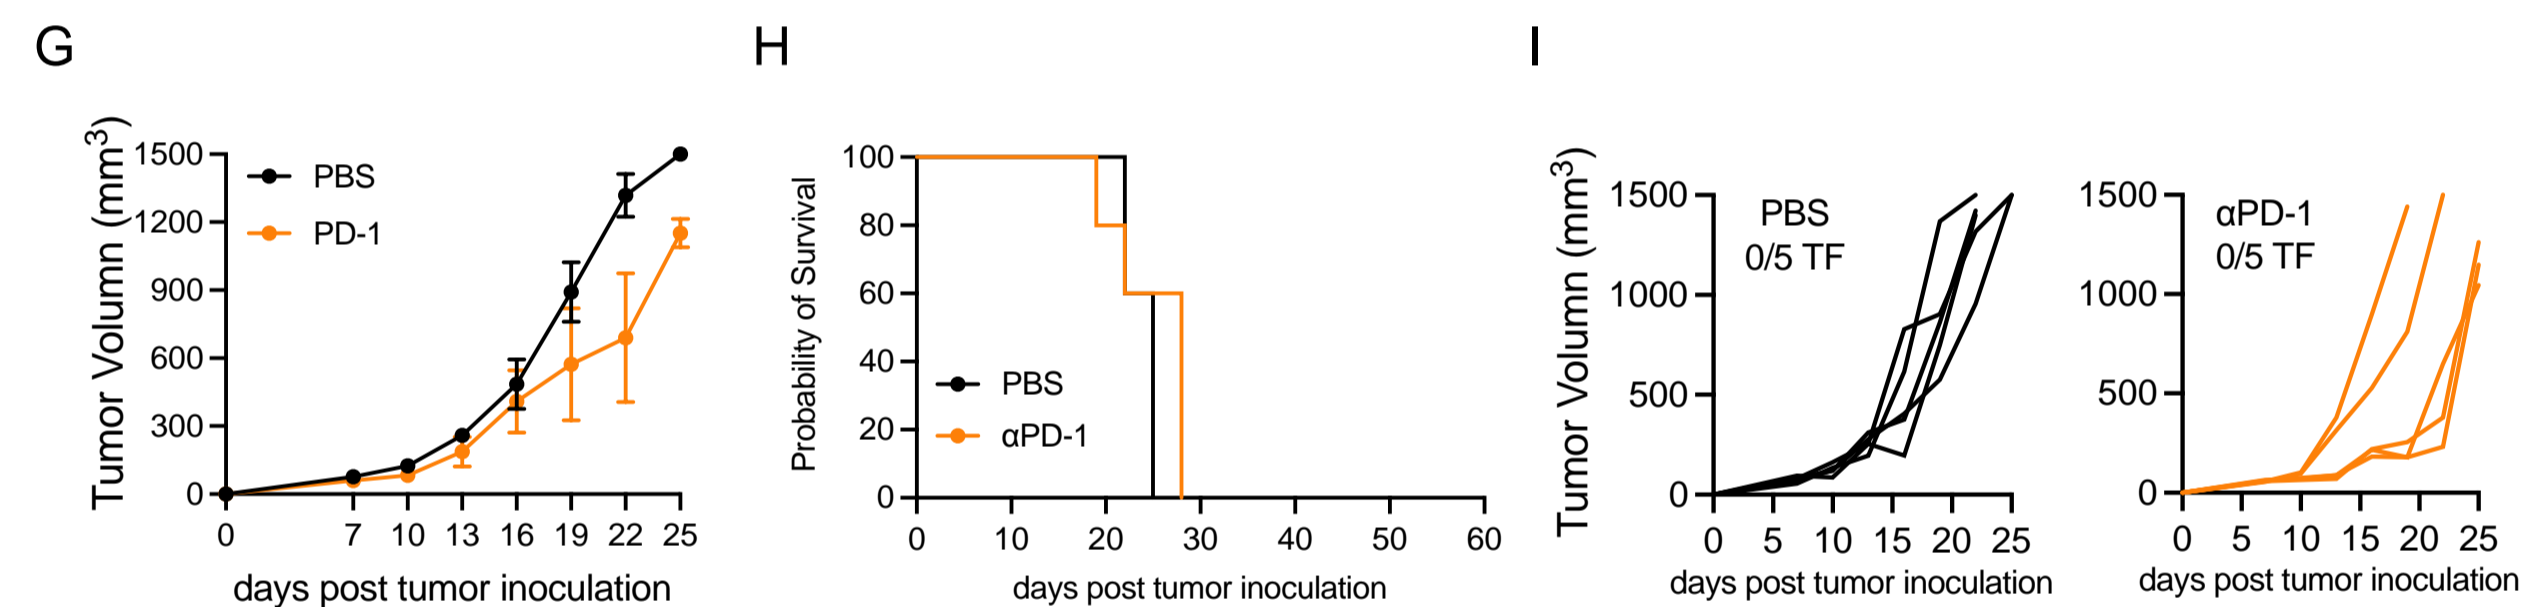 G
Tumor Volumn (mm³)
1500
1200
900
600
300
0
PBS
PD-1
0 7 10 13 16 19 22 25
days post tumor inoculation
H
Probability of Survival
100
80
60
40
20
0
PBS
αPD-1
0 10 20 30 40 50 60
days post tumor inoculation
I
Tumor Volumn (mm³)
1500
1000
500
0
PBS
0/5 TF
0 5 10 15 20 25
days post tumor inoculation
1500
1000
500
0
αPD-1
0/5 TF
0 5 10 15 20 25
days post tumor inoculation